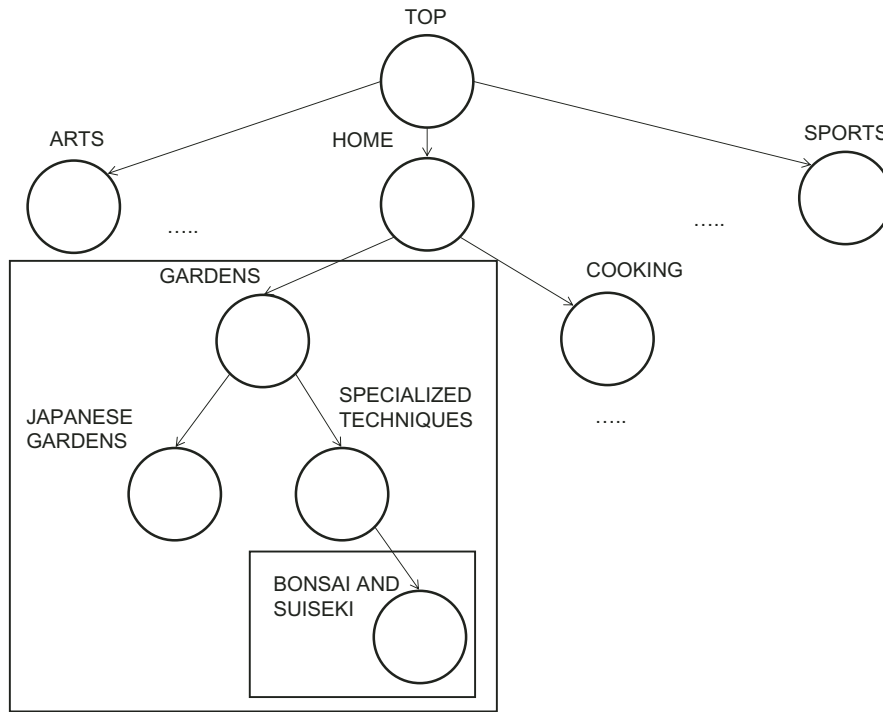 TOP
ARTS
HOME
SPORTS
.....
.....
GARDENS
COOKING
JAPANESE
GARDENS
SPECIALIZED
TECHNIQUES
.....
BONSAI AND
SUISEKI